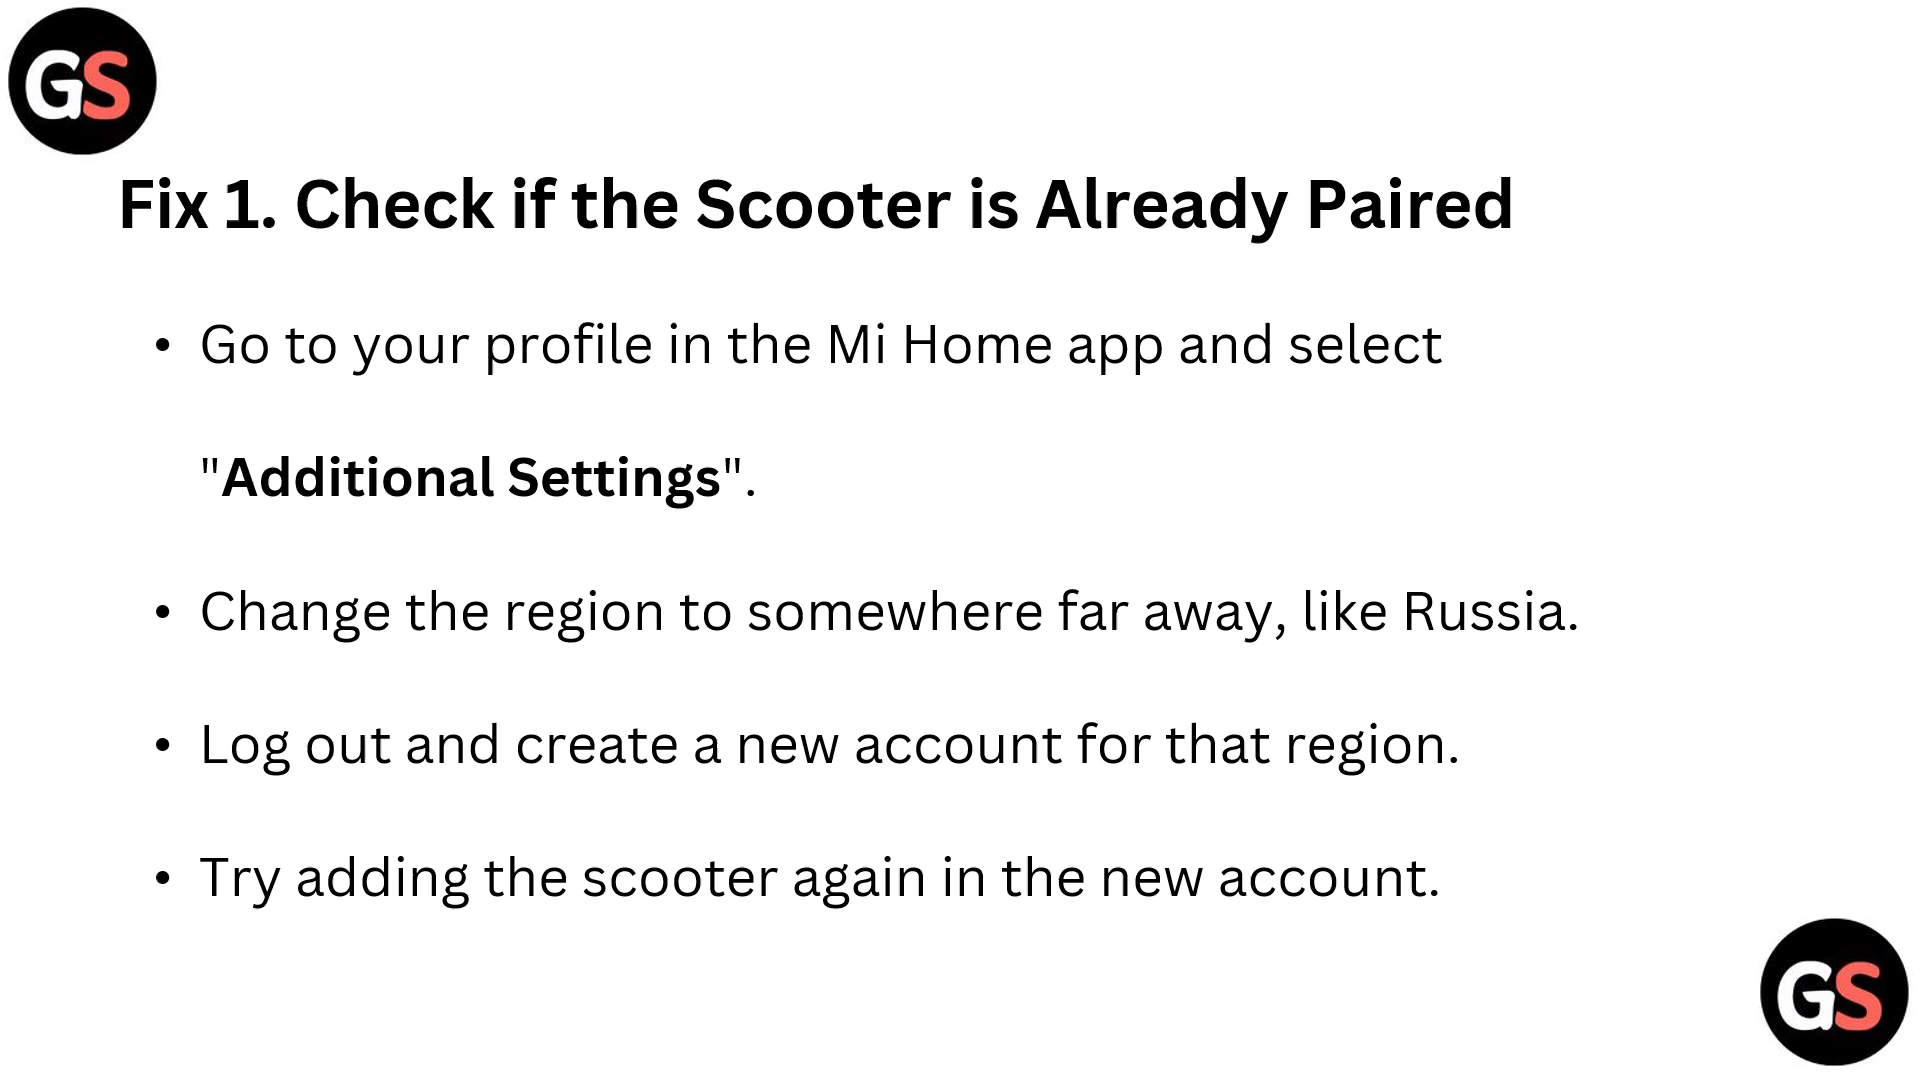 GS
Fix 1. Check if the Scooter is Already Paired
• Go to your profile in the Mi Home app and select
"Additional Settings".
• Change the region to somewhere far away, like Russia.
• Log out and create a new account for that region.
• Try adding the scooter again in the new account.
GS